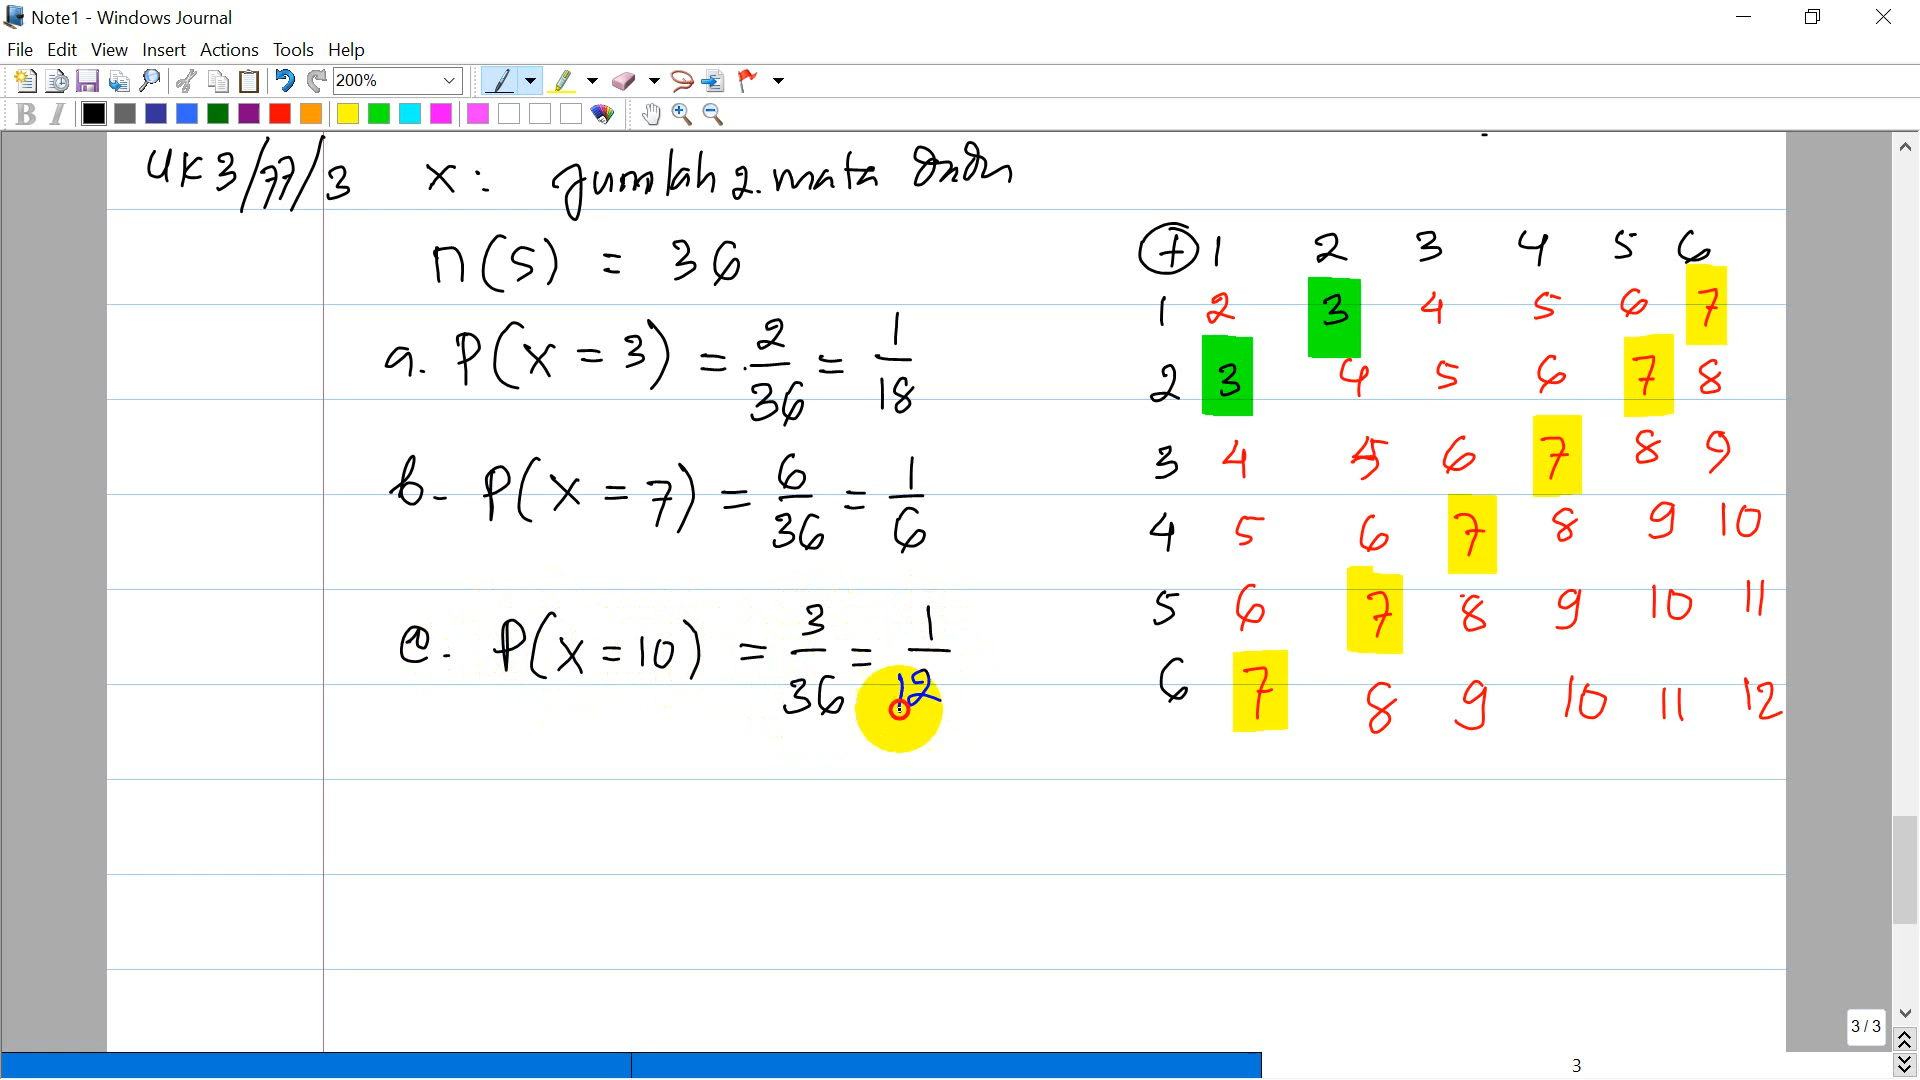 Note1 - Windows Journal
File Edit View Insert Actions Tools Help
200%
B I
UK3/77/3 x : jumlah 2 mata dadu
n(S) = 36
a. P(x = 3) = 2/36 = 1/18
b- P(x = 7) = 6/36 = 1/6
c. P(x = 10) = 3/36 = 1/12
+ 1 2 3 4 5 6
1 2 3 4 5 6 7
2 3 4 5 6 7 8
3 4 5 6 7 8 9
4 5 6 7 8 9 10
5 6 7 8 9 10 11
6 7 8 9 10 11 12
3 / 3
3